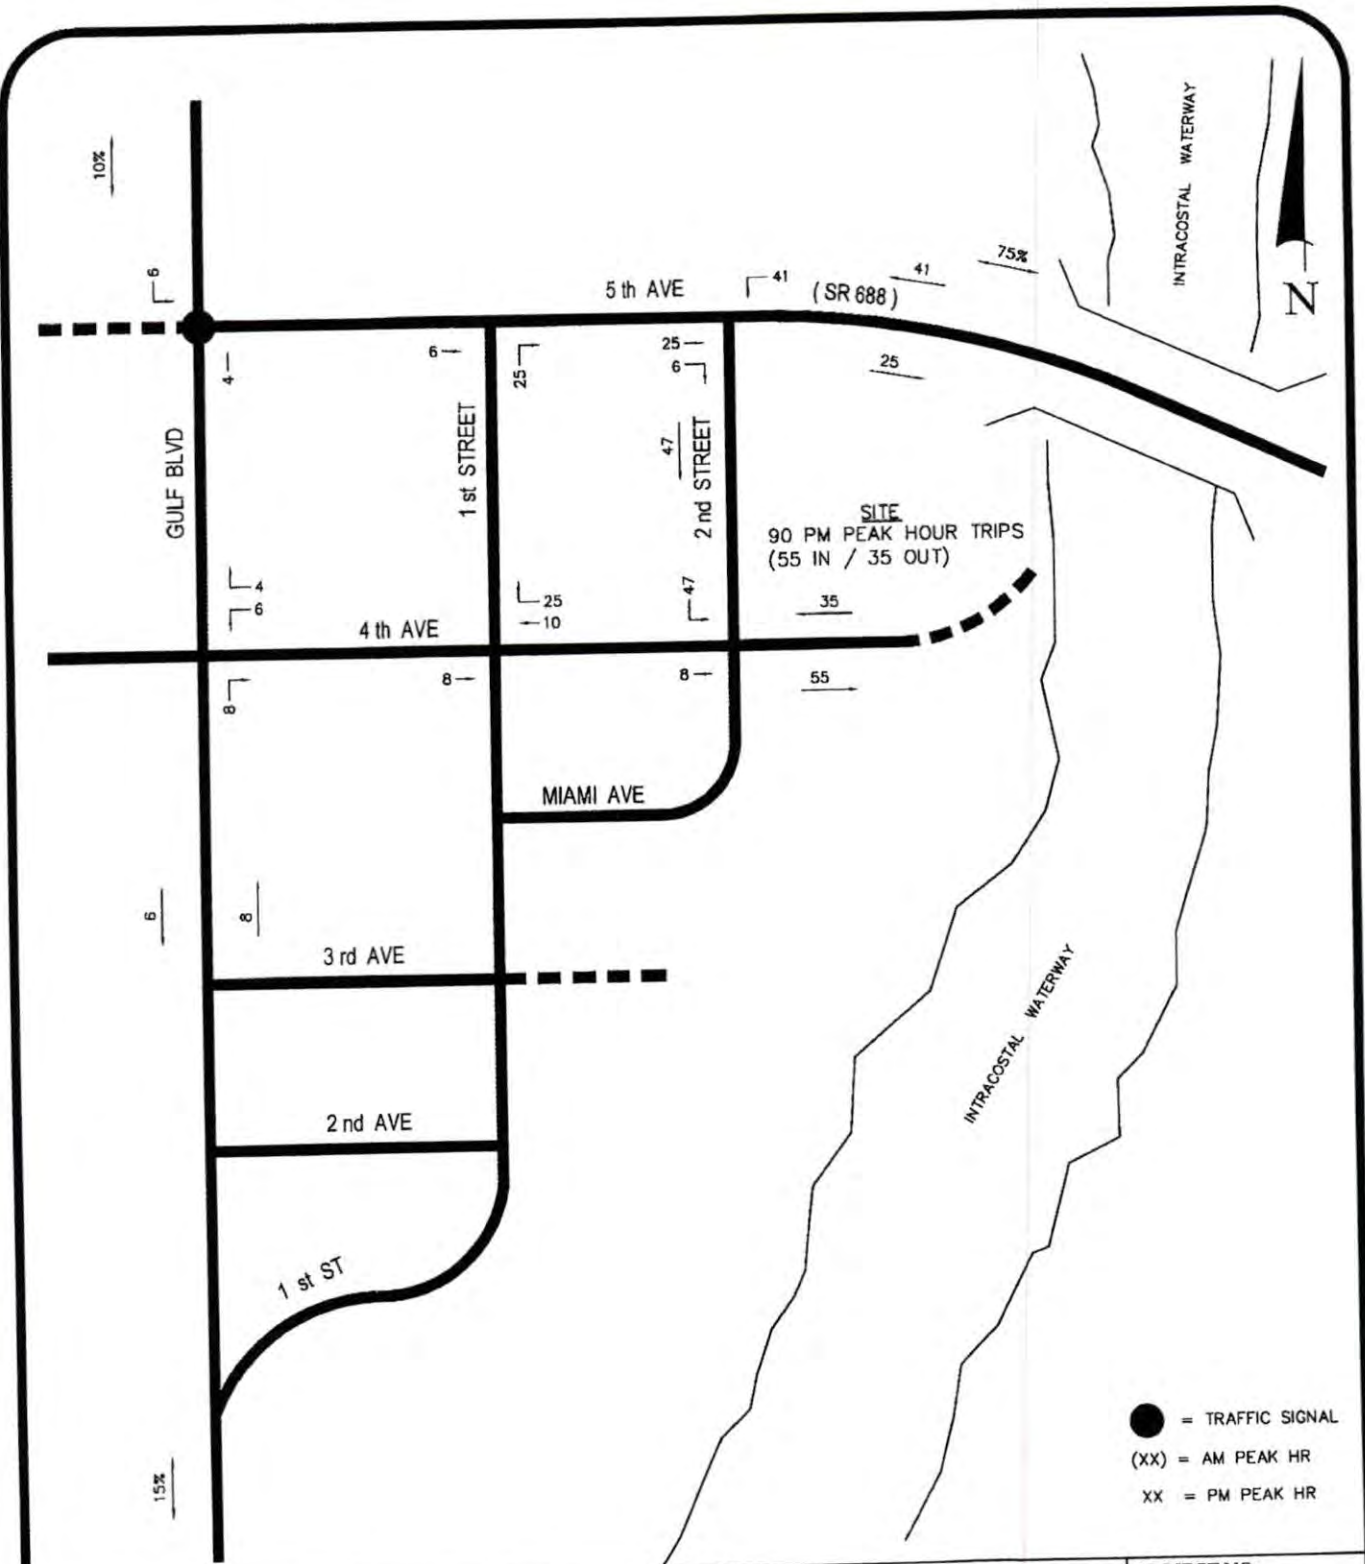 10%
INTRACOSTAL WATERWAY
75%
6
5 th AVE
41
(SR 688)
41
N
4
6
25
25
6
25
GULF BLVD
1 st STREET
47
2 nd STREET
SITE
90 PM PEAK HOUR TRIPS
(55 IN / 35 OUT)
4
6
25
10
47
35
4 th AVE
8
8
8
55
MIAMI AVE
6
8
3 rd AVE
INTRACOSTAL WATERWAY
2 nd AVE
1 st ST
15%
= TRAFFIC SIGNAL
(XX) = AM PEAK HR
XX = PM PEAK HR